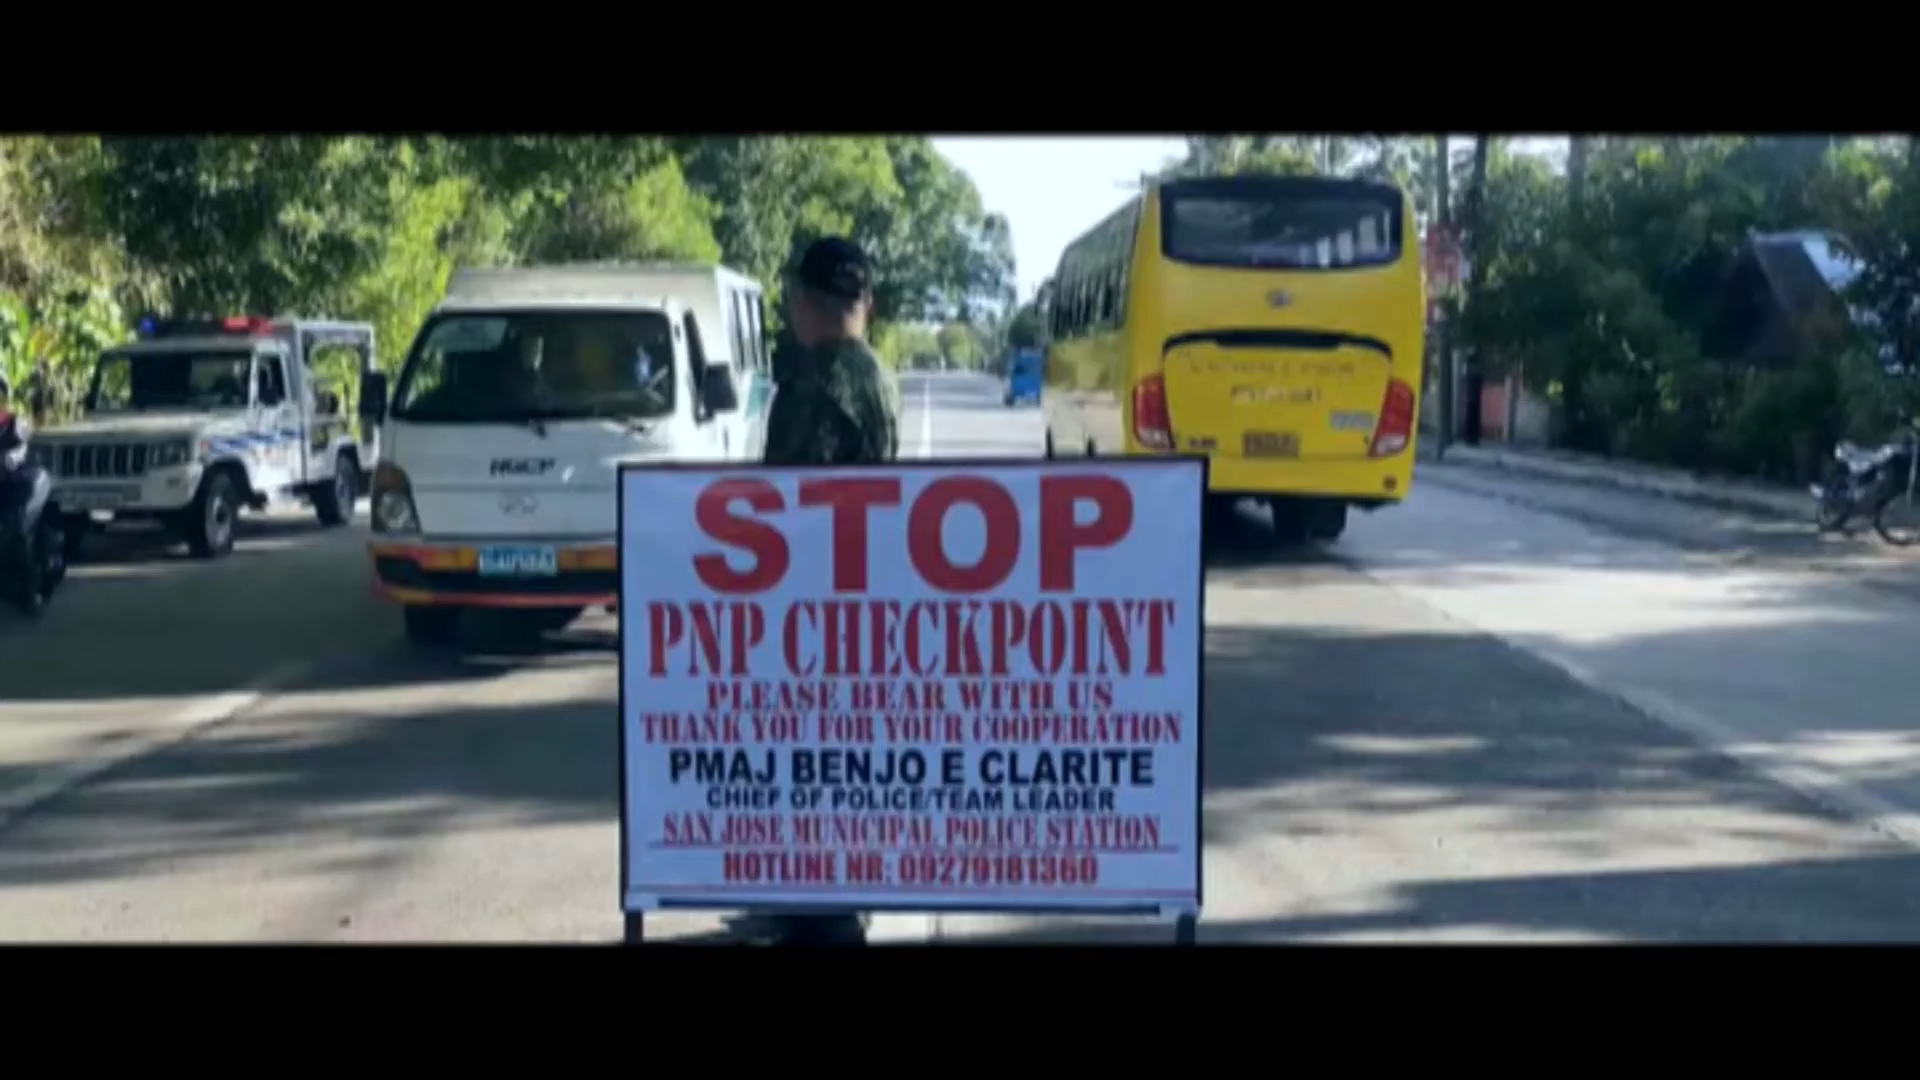 NGCP
STOP
PNP CHECKPOINT
PLEASE BEAR WITH US
THANK YOU FOR YOUR COOPERATION
PMAJ BENJO E CLARITE
CHIEF OF POLICE/TEAM LEADER
SAN JOSE MUNICIPAL POLICE STATION
HOTLINE NR: 09279181360